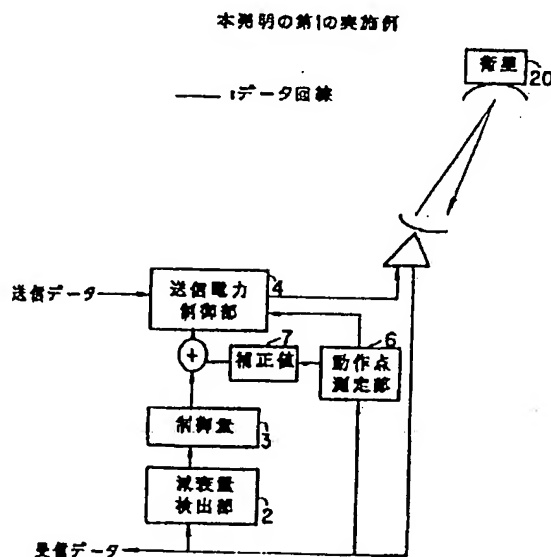 本発明の第1の実施例
衛星
20
データ回線
送信データ
送信電力
制御部
4
7
6
+
補正値
動作点
測定部
制御量
3
減衰量
検出部
2
受信データ